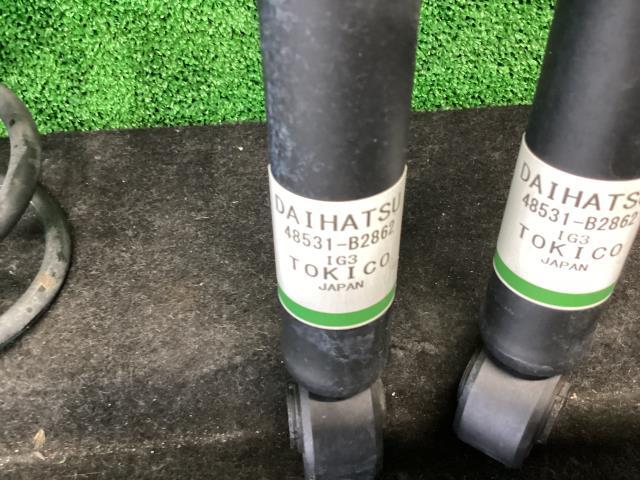 DAIHATSU
48531-B2862
IG3
TOKICO
JAPAN
DAIHATSU
48531-B2862
IG3
TOKICO
JAPAN